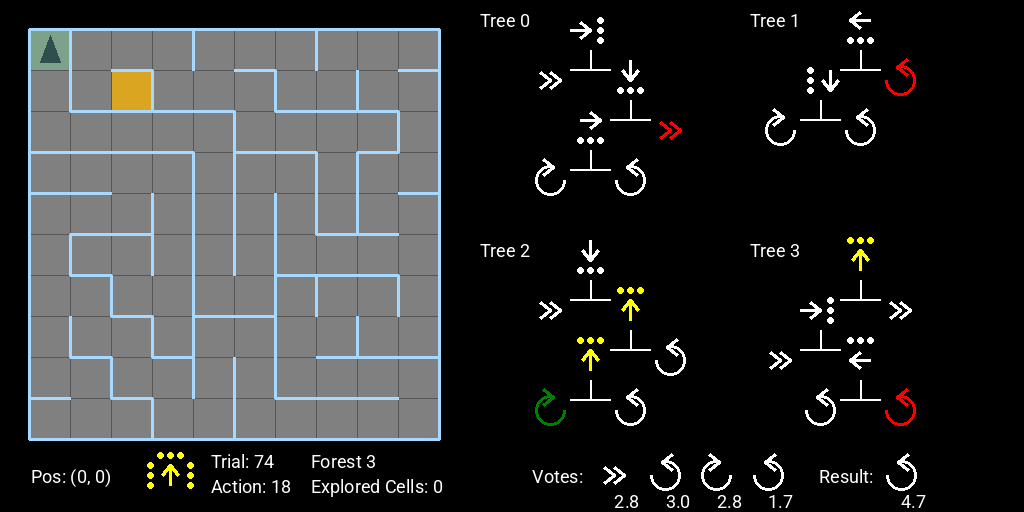 Tree 0
Tree 1
Tree 2
Tree 3
Pos: (0, 0)
Trial: 74
Forest 3
Action: 18
Explored Cells: 0
Votes:
2.8
3.0
2.8
1.7
Result:
4.7